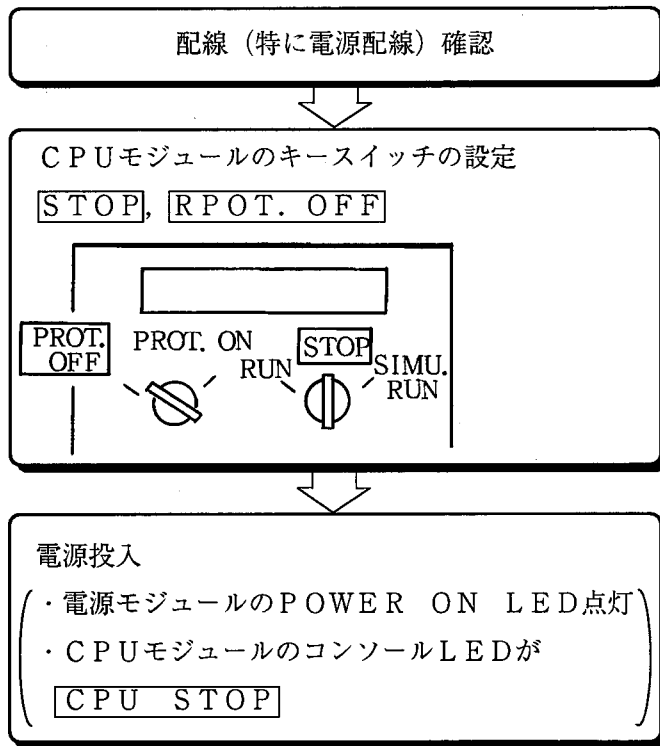 配線（特に電源配線）確認
CPUモジュールのキースイッチの設定
STOP, RPOT. OFF
PROT. OFF
PROT. ON
RUN
STOP
SIMU. RUN
電源投入
・電源モジュールのPOWER ON LED点灯
・CPUモジュールのコンソールLEDが
CPU STOP